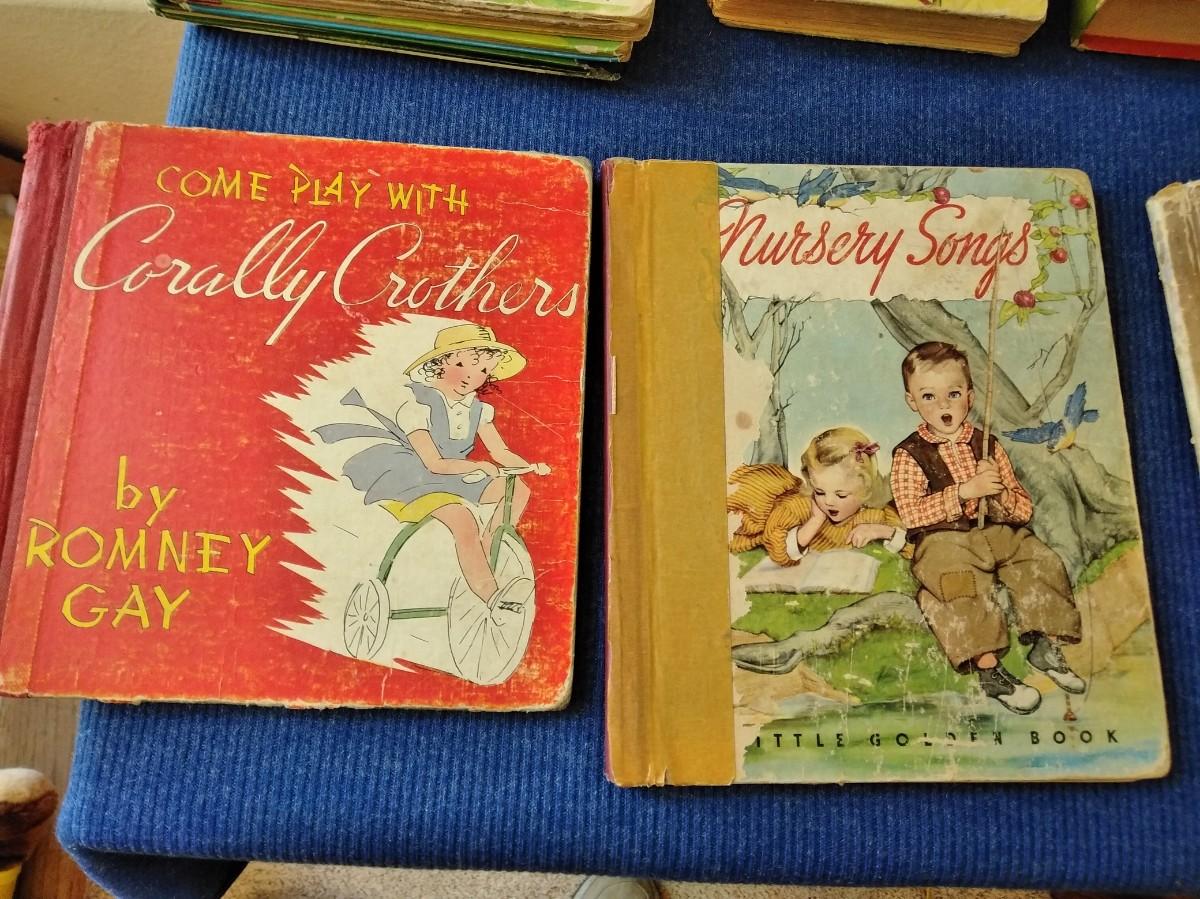 COME PLAY WITH
Corally Crothers
by
ROMNEY
GAY
Nursery Songs
ITTLE GOLDEN BOOK